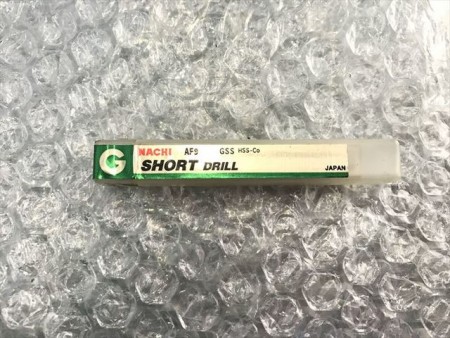 G
NACHI AFS GSS HSS-Co
SHORT DRILL
JAPAN